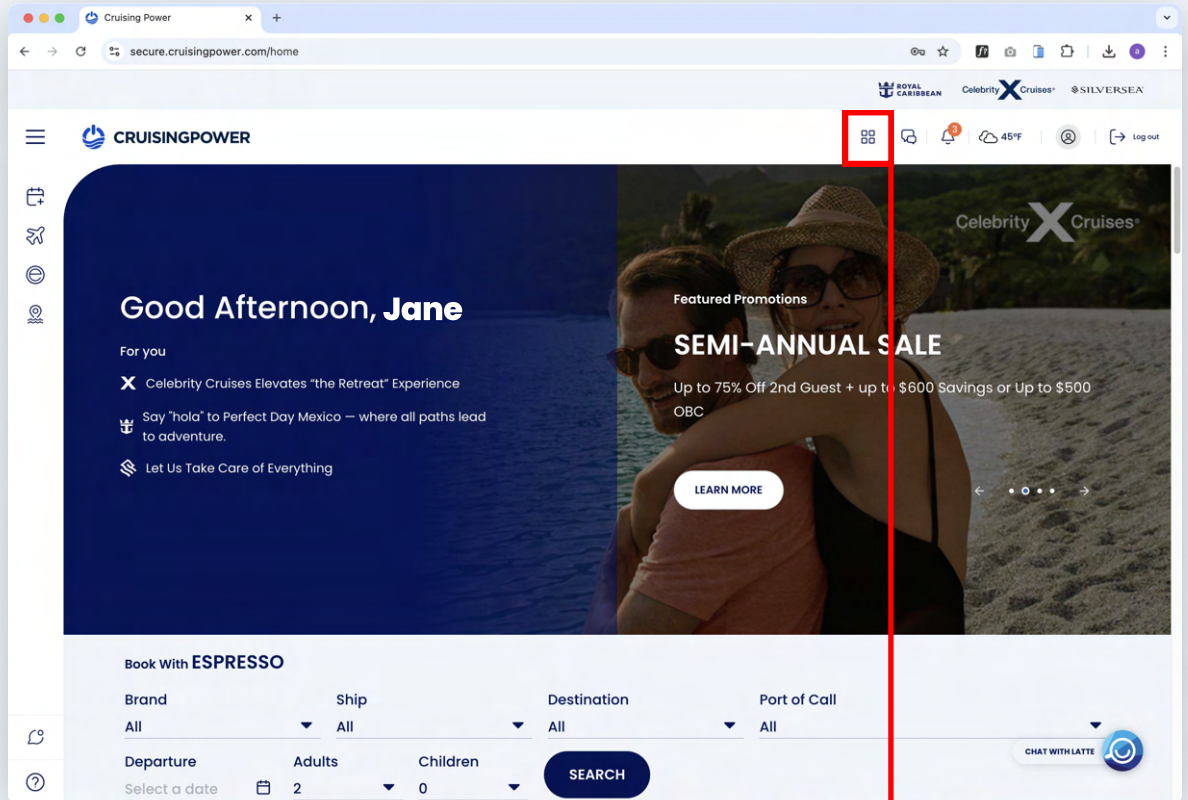 Cruising Power
secure.cruisingpower.com/home
a
ROYAL
CARIBBEAN
Celebrity X Cruises®
SILVERSEA
CRUISINGPOWER
3
45°F
Log out
Celebrity X Cruises®
Good Afternoon, Jane
For you
Celebrity Cruises Elevates “the Retreat” Experience
Say "hola" to Perfect Day Mexico — where all paths lead
to adventure.
Let Us Take Care of Everything
Featured Promotions
SEMI-ANNUAL SALE
Up to 75% Off 2nd Guest + up to $600 Savings or Up to $500
OBC
LEARN MORE
Book With ESPRESSO
Brand
Ship
Destination
Port of Call
All
All
All
All
CHAT WITH LATTE
Departure
Adults
Children
Select a date
2
0
SEARCH